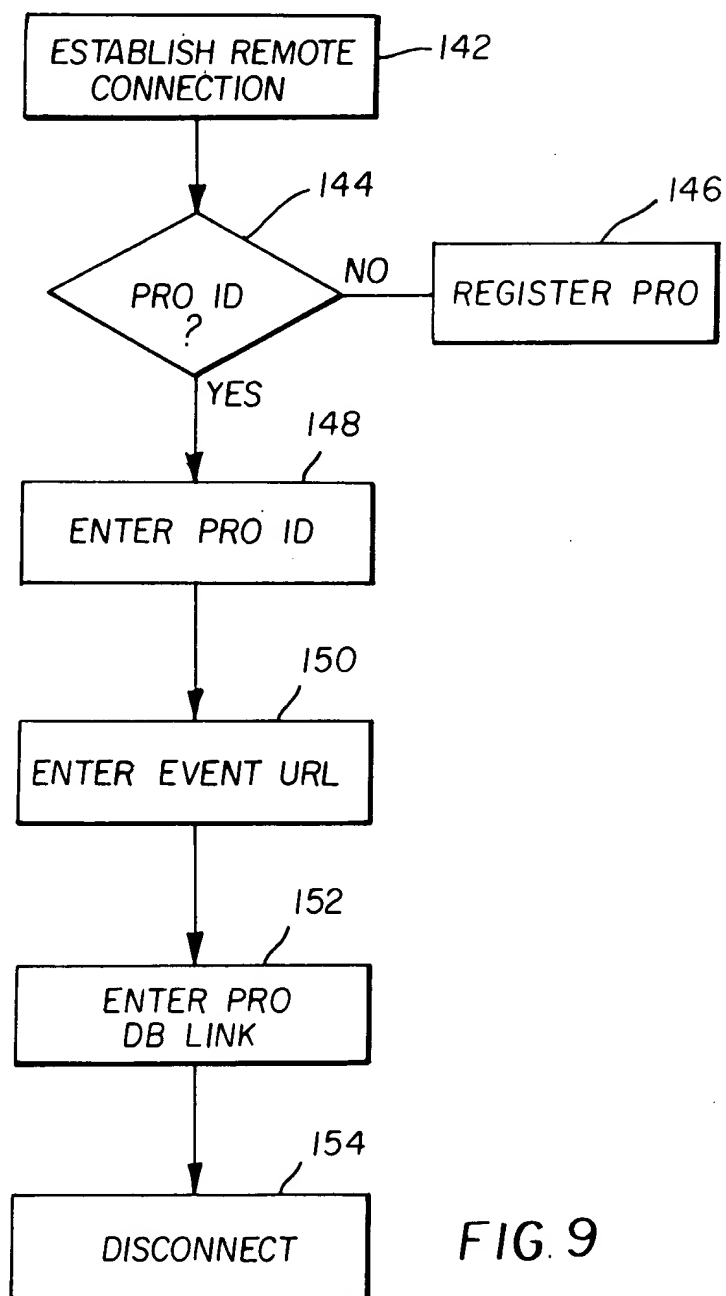 ESTABLISH REMOTE
CONNECTION
142
144
146
PRO ID
?
NO
REGISTER PRO
YES
148
ENTER PRO ID
150
ENTER EVENT URL
152
ENTER PRO
DB LINK
154
DISCONNECT
FIG. 9